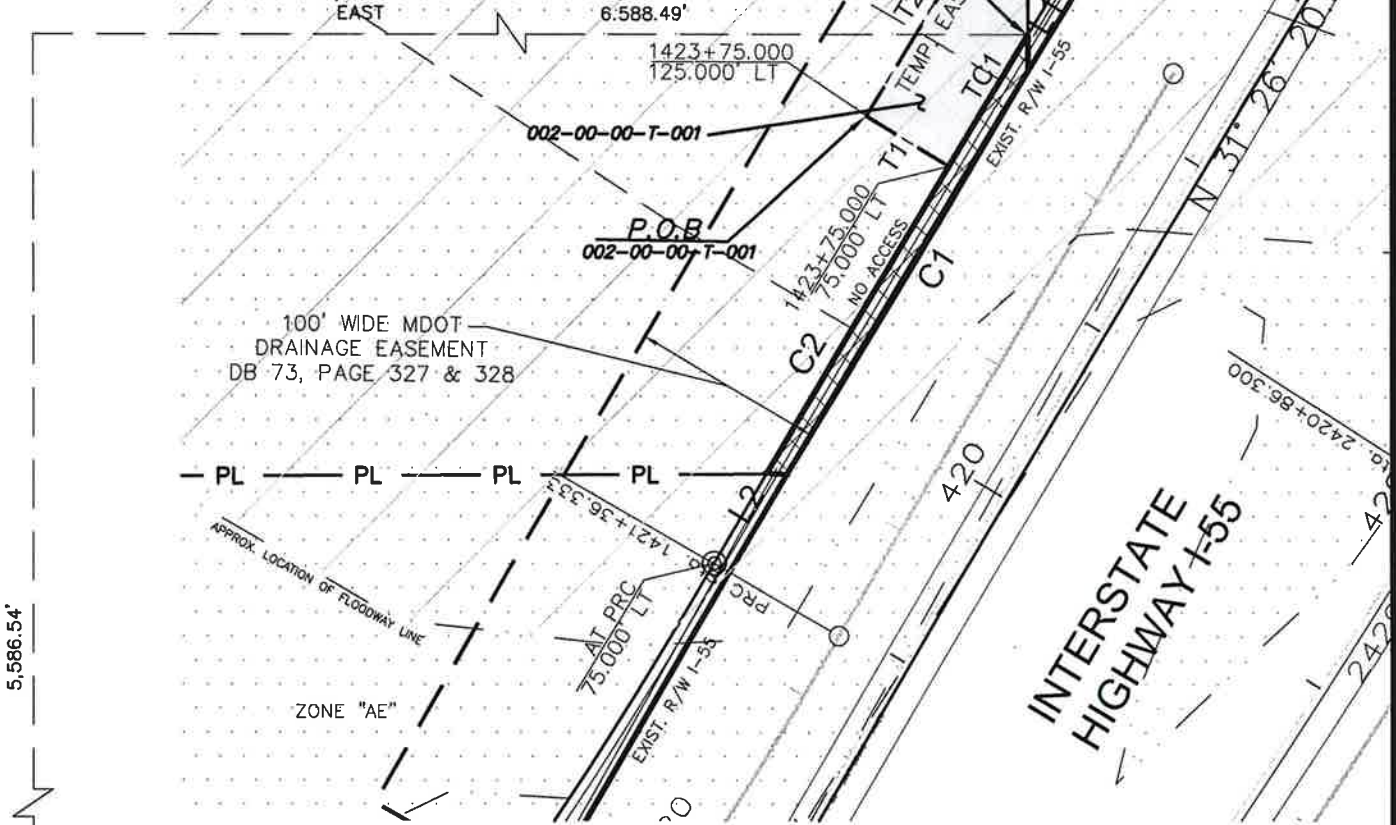 EAST
6.588.49'
1423+75.000
125.000' LT
TEMP. EAS
TC1
002-00-00-T-001
T1
EXIST. R/W I-55
N 31° 26'
20
P.O.B
002-00-00-T-001
1423+75.000
75.000' LT
NO ACCESS
C1
100' WIDE MDOT
DRAINAGE EASEMENT
DB 73, PAGE 327 & 328
C2
2420+86.300
PL PL PL PL
420
L2
1421+36.333
APPROX. LOCATION OF FLOODWAY LINE
PRC
AT PRC
75.000' LT
INTERSTATE
HIGHWAY I-55
5,586.54'
ZONE "AE"
EXIST. R/W I-55
242